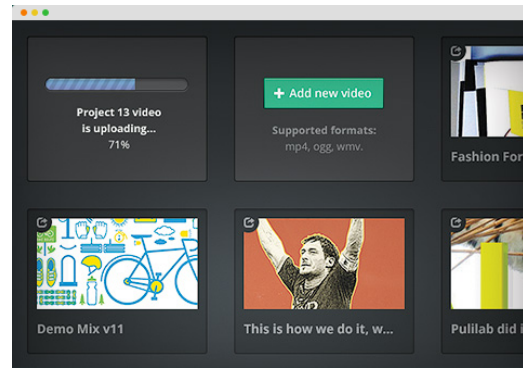 Project 13 video
is uploading...
71%
+ Add new video
Supported formats:
mp4, ogg, wmv.
Fashion For
Demo Mix v11
This is how we do it, w...
Pulilab did i